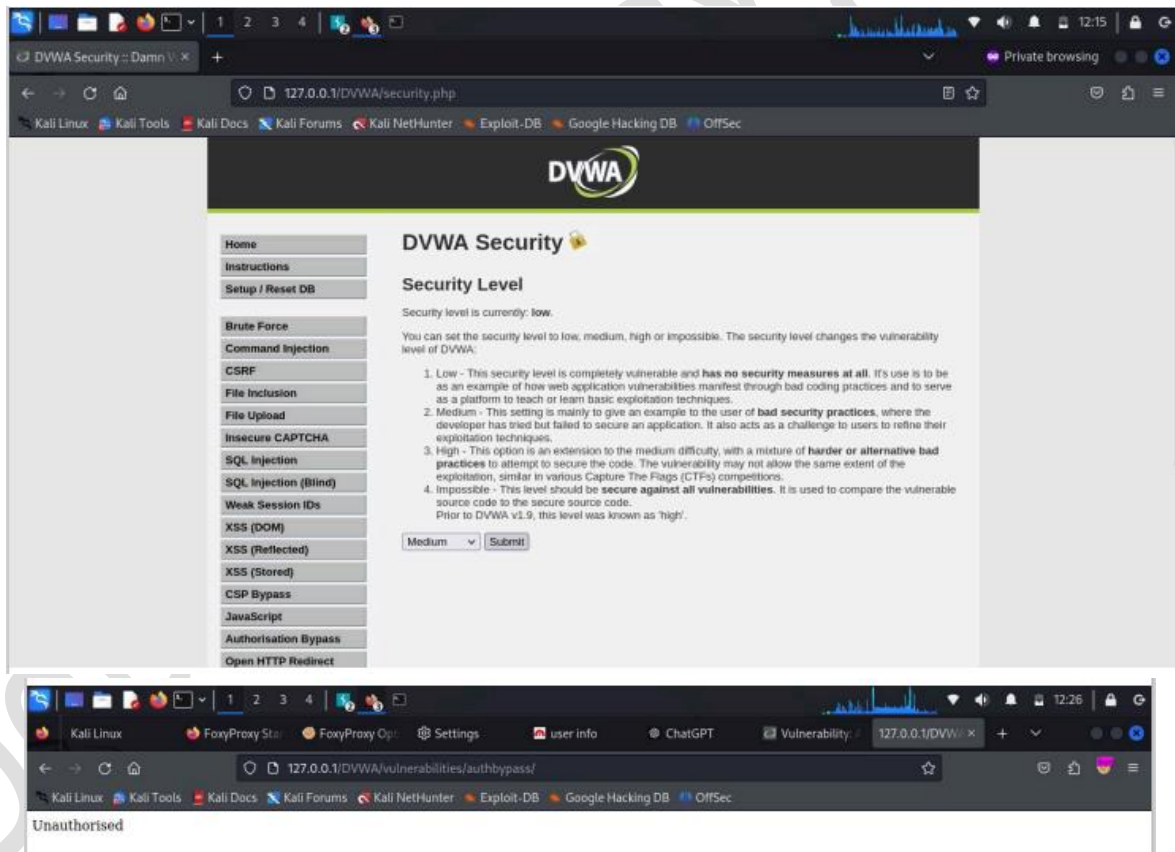 1 2 3 4 12:15
DVWA Security :: Damn V × + Private browsing
127.0.0.1/DVWA/security.php
Kali Linux Kali Tools Kali Docs Kali Forums Kali NetHunter Exploit-DB Google Hacking DB OffSec
DVWA
Home
Instructions
Setup / Reset DB
Brute Force
Command Injection
CSRF
File Inclusion
File Upload
Insecure CAPTCHA
SQL Injection
SQL Injection (Blind)
Weak Session IDs
XSS (DOM)
XSS (Reflected)
XSS (Stored)
CSP Bypass
JavaScript
Authorisation Bypass
Open HTTP Redirect
DVWA Security
Security Level
Security level is currently: low.
You can set the security level to low, medium, high or impossible. The security level changes the vulnerability
level of DVWA:
1. Low - This security level is completely vulnerable and has no security measures at all. It's use is to be
as an example of how web application vulnerabilities manifest through bad coding practices and to serve
as a platform to teach or learn basic exploitation techniques.
2. Medium - This setting is mainly to give an example to the user of bad security practices, where the
developer has tried but failed to secure an application. It also acts as a challenge to users to refine their
exploitation techniques.
3. High - This option is an extension to the medium difficulty, with a mixture of harder or alternative bad
practices to attempt to secure the code. The vulnerability may not allow the same extent of the
exploitation, similar in various Capture The Flags (CTFs) competitions.
4. Impossible - This level should be secure against all vulnerabilities. It is used to compare the vulnerable
source code to the secure source code.
Prior to DVWA v1.9, this level was known as 'high'.
Medium Submit
1 2 3 4 12:26
Kali Linux FoxyProxy Sta FoxyProxy Op Settings user info ChatGPT Vulnerability: 127.0.0.1/DVW × +
127.0.0.1/DVWA/vulnerabilities/authbypass/
Kali Linux Kali Tools Kali Docs Kali Forums Kali NetHunter Exploit-DB Google Hacking DB OffSec
Unauthorised